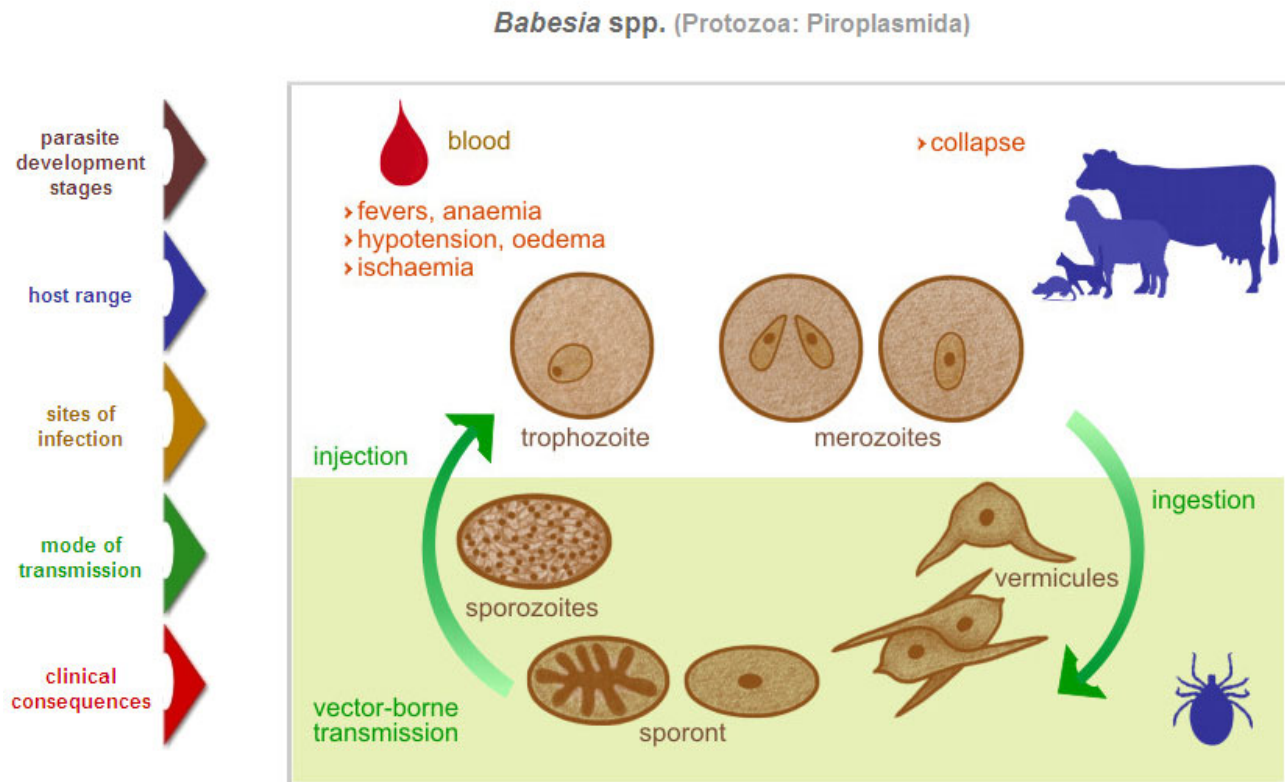 Babesia spp. (Protozoa: Piroplasmida)
parasite
development
stages
host range
sites of
infection
mode of
transmission
clinical
consequences
blood
› collapse
› fevers, anaemia
› hypotension, oedema
› ischaemia
trophozoite
merozoites
injection
ingestion
sporozoites
vermicules
vector-borne
transmission
sporont